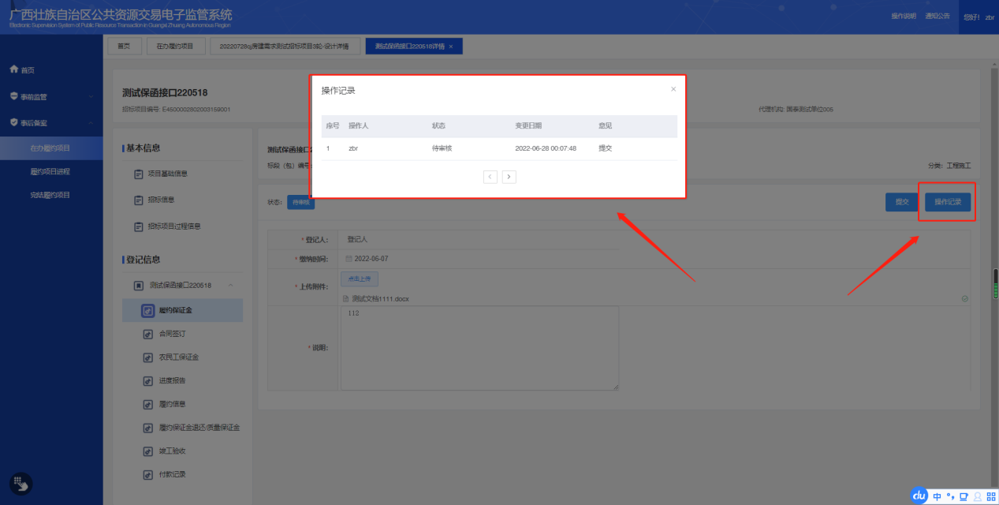 广西壮族自治区公共资源交易电子监管系统
Electronic Supervision System of Public Resource Transaction in Guangxi Zhuang Autonomous Region
操作说明 通知公告 您好! zbr
首页
事前监管
事后备案
在办履约项目
履约项目进程
完结履约项目
首页 在办履约项目 20220728qj房建需求测试招标项目3轮-设计详情 测试保函接口220518详情 ×
测试保函接口220518
招标项目编号: E4500002802003159001
代理机构: 国泰测试单位005
基本信息
项目基础信息
招标信息
招标项目过程信息
登记信息
测试保函接口220518
履约保证金
合同签订
农民工保证金
进度报告
履约信息
履约保证金退还/质量保证金
竣工验收
付款记录
操作记录 ×
序号 操作人 状态 变更日期 意见
1 zbr 待审核 2022-06-28 00:07:48 提交
< >
测试保函接口2
标段（包）编号:
分类: 工程施工
状态: 待审核
提交 操作记录
* 登记人: 登记人
* 缴纳时间: 2022-06-07
* 上传附件: 点击上传
测试文档1111.docx
* 说明: 112
du 中 °,